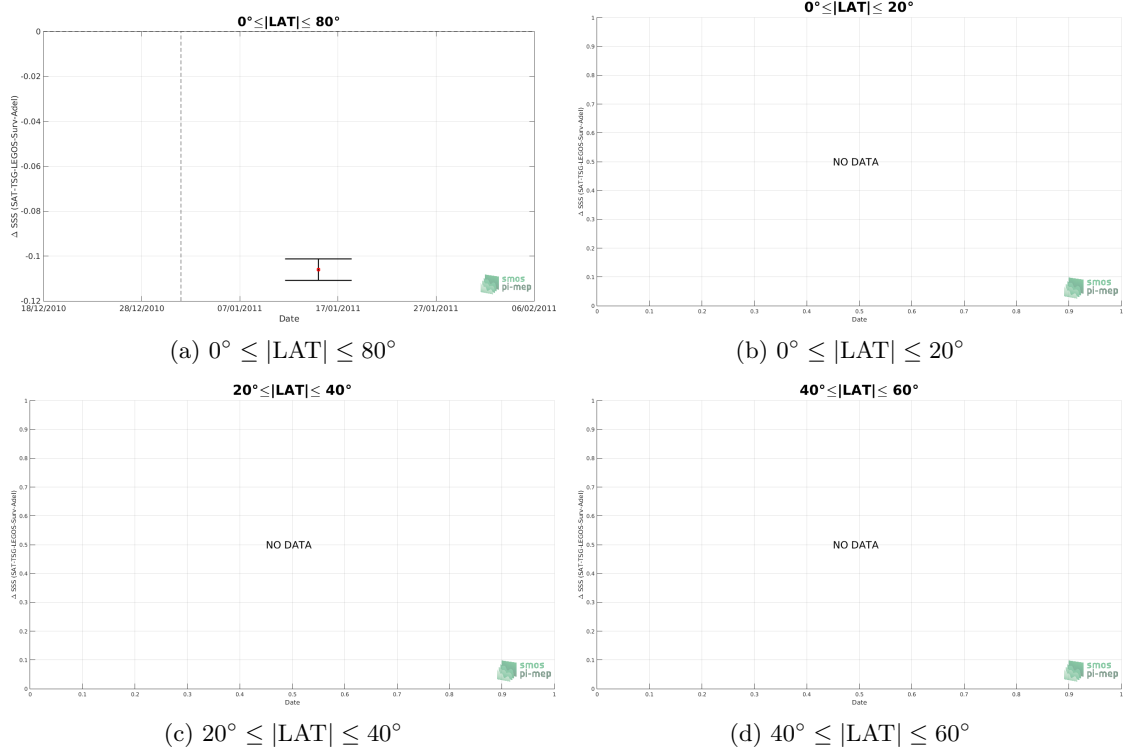 0°≤|LAT|≤ 80°
0
-0.02
-0.04
-0.06
-0.08
-0.1
-0.12
Δ SSS (SAT-TSG-LEGOS-Surv-Adel)
18/12/2010 28/12/2010 07/01/2011 17/01/2011 27/01/2011 06/02/2011
Date
smos
pi-mep
(a) 0° ≤ |LAT| ≤ 80°
0°≤|LAT|≤ 20°
1
0.9
0.8
0.7
0.6
0.5
0.4
0.3
0.2
0.1
0
Δ SSS (SAT-TSG-LEGOS-Surv-Adel)
NO DATA
0 0.1 0.2 0.3 0.4 0.5 0.6 0.7 0.8 0.9 1
Date
smos
pi-mep
(b) 0° ≤ |LAT| ≤ 20°
20°≤|LAT|≤ 40°
1
0.9
0.8
0.7
0.6
0.5
0.4
0.3
0.2
0.1
0
Δ SSS (SAT-TSG-LEGOS-Surv-Adel)
NO DATA
0 0.1 0.2 0.3 0.4 0.5 0.6 0.7 0.8 0.9 1
Date
smos
pi-mep
(c) 20° ≤ |LAT| ≤ 40°
40°≤|LAT|≤ 60°
1
0.9
0.8
0.7
0.6
0.5
0.4
0.3
0.2
0.1
0
Δ SSS (SAT-TSG-LEGOS-Surv-Adel)
NO DATA
0 0.1 0.2 0.3 0.4 0.5 0.6 0.7 0.8 0.9 1
Date
smos
pi-mep
(d) 40° ≤ |LAT| ≤ 60°